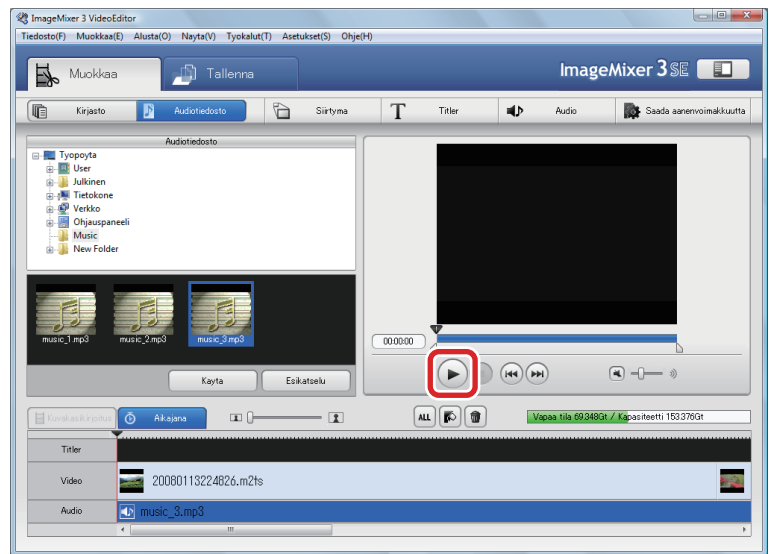 ImageMixer 3 VideoEditor
Tiedosto(F) Muokkaa(E) Alusta(O) Nayta(V) Tyokalut(T) Asetukset(S) Ohje(H)
Muokkaa
Tallenna
ImageMixer 3 SE
Kirjasto
Audiotiedosto
Siirtyma
T
Titler
Audio
Saada aanenvoimakkuutta
Audiotiedosto
Tyopoyta
User
Julkinen
Tietokone
Verkko
Ohjauspaneeli
Music
New Folder
music_1.mp3
music_2.mp3
music_3.mp3
Kayta
Esikatselu
00:00:00
Kuvakasikirjoitus
Aikajana
ALL
Vapaa tila 69.348Gt / Kapasiteetti 153.376Gt
Titler
Video
20080113224826.m2ts
Audio
music_3.mp3